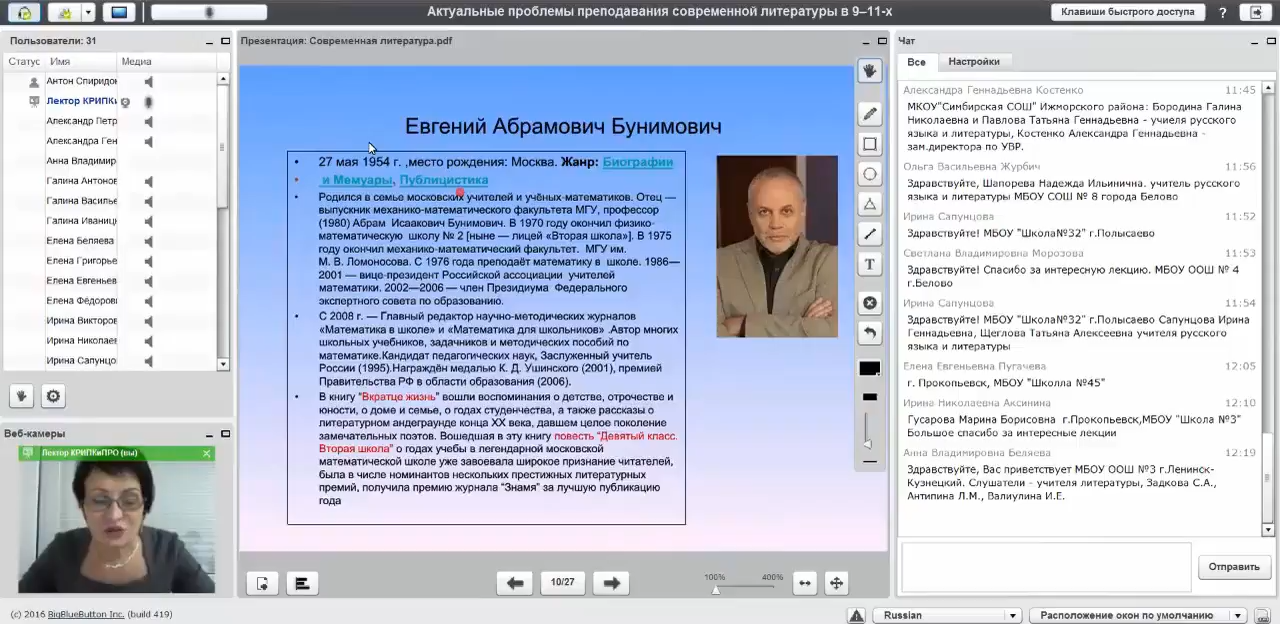 Актуальные проблемы преподавания современной литературы в 9–11-х
Клавиши быстрого доступа
?
Пользователи: 31
Статус Имя Медиа
Антон Спиридон
Лектор КРИПКи
Александр Петр
Александра Ген
Анна Владимир
Галина Антонов
Галина Василье
Галина Иваниц
Елена Беляева
Елена Григорье
Елена Евгеньев
Елена Фёдоров
Ирина Викторов
Ирина Николаев
Ирина Сапунцо
Веб-камеры
Лектор КРИПКиПРО (вы)
Презентация: Современная литература.pdf
Евгений Абрамович Бунимович
• 27 мая 1954 г. ,место рождения: Москва. Жанр: Биографии
• и Мемуары, Публицистика
• Родился в семье московских учителей и учёных-математиков. Отец —
выпускник механико-математического факультета МГУ, профессор
(1980) Абрам Исаакович Бунимович. В 1970 году окончил физико-
математическую школу № 2 [ныне — лицей «Вторая школа»]. В 1975
году окончил механико-математический факультет. МГУ им.
М. В. Ломоносова. С 1976 года преподаёт математику в школе. 1986—
2001 — вице-президент Российской ассоциации учителей
математики. 2002—2006 — член Президиума Федерального
экспертного совета по образованию.
• С 2008 г. — Главный редактор научно-методических журналов
«Математика в школе» и «Математика для школьников» .Автор многих
школьных учебников, задачников и методических пособий по
математике.Кандидат педагогических наук, Заслуженный учитель
России (1995).Награждён медалью К. Д. Ушинского (2001), премией
Правительства РФ в области образования (2006).
• В книгу "Вкратце жизнь" вошли воспоминания о детстве, отрочестве и
юности, о доме и семье, о годах студенчества, а также рассказы о
литературном андеграунде конца XX века, давшем целое поколение
замечательных поэтов. Вошедшая в эту книгу повесть "Девятый класс.
Вторая школа" о годах учебы в легендарной московской
математической школе уже завоевала широкое признание читателей,
была в числе номинантов нескольких престижных литературных
премий, получила премию журнала "Знамя" за лучшую публикацию
года
T
10/27
100% 400%
Чат
Все Настройки
Александра Геннадьевна Костенко 11:45
МКОУ"Симбирская СОШ" Ижморского района: Бородина Галина
Николаевна и Павлова Татьяна Геннадьевна - учиеля русского
языка и литературы, Костенко Александра Геннадьевна -
зам.директора по УВР.
Ольга Васильевна Журбич 11:56
Здравствуйте, Шапорева Надежда Ильинична. учитель русского
языка и литературы МБОУ СОШ № 8 города Белово
Ирина Сапунцова 11:52
Здравствуйте! МБОУ "Школа№32" г.Полысаево
Светлана Владимировна Морозова 11:53
Здравствуйте! Спасибо за интересную лекцию. МБОУ ООШ № 4
г.Белово
Ирина Сапунцова 11:54
Здравствуйте! МБОУ "Школа№32" г.Полысаево Сапунцова Ирина
Геннадьевна, Щеглова Татьяна Алексеевна учителя русского
языка и литературы
Елена Евгеньевна Пугачева 12:05
г. Прокопьевск, МБОУ "Школла №45"
Ирина Николаевна Аксинина 12:10
Гусарова Марина Борисовна г.Прокопьевск,МБОУ "Школа №3"
Большое спасибо за интересные лекции
Анна Владимировна Беляева 12:19
Здравствуйте, Вас приветствует МБОУ ООШ №3 г.Ленинск-
Кузнецкий. Слушатели - учителя литературы, Задкова С.А.,
Антипина Л.М., Валиулина И.Е.
Отправить
(c) 2016 BigBlueButton Inc. (build 419)
Russian
Расположение окон по умолчанию